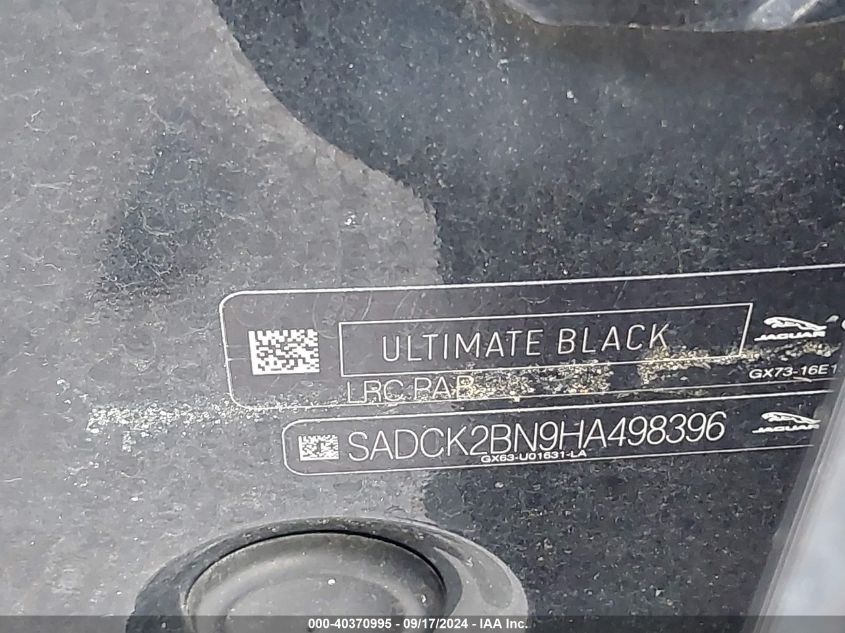 ULTIMATE BLACK
JAGUAR
LRC PAB
GX73-16E1
SADCK2BN9HA498396
JAGUAR
GX63-U01631-LA
000-40370995 - 09/17/2024 - IAA Inc.